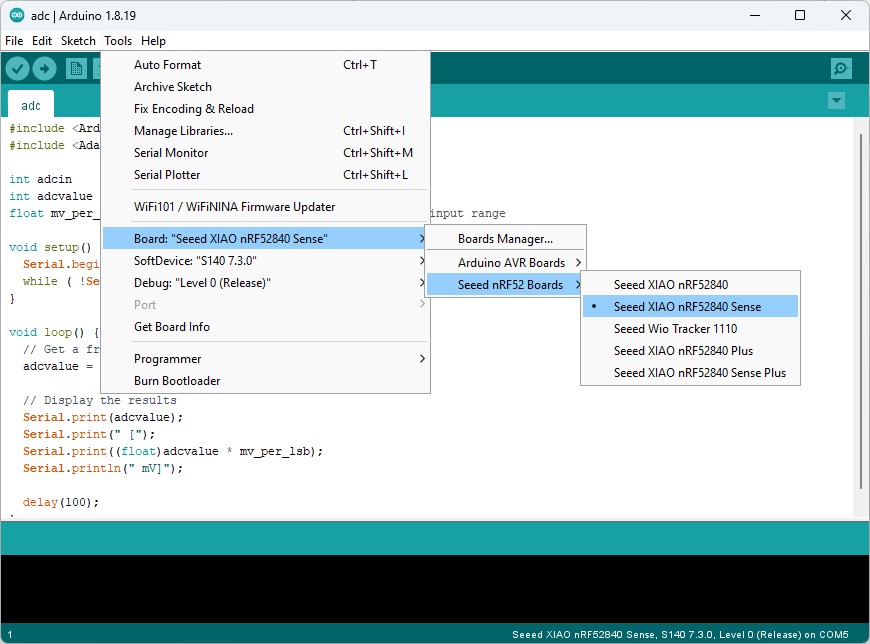 adc | Arduino 1.8.19
File Edit Sketch Tools Help
adc
Auto Format Ctrl+T
Archive Sketch
Fix Encoding & Reload
Manage Libraries... Ctrl+Shift+I
Serial Monitor Ctrl+Shift+M
Serial Plotter Ctrl+Shift+L
WiFi101 / WiFiNINA Firmware Updater
Board: "Seeed XIAO nRF52840 Sense"
SoftDevice: "S140 7.3.0"
Debug: "Level 0 (Release)"
Port
Get Board Info
Programmer
Burn Bootloader
Boards Manager...
Arduino AVR Boards
Seeed nRF52 Boards
Seeed XIAO nRF52840
• Seeed XIAO nRF52840 Sense
Seeed Wio Tracker 1110
Seeed XIAO nRF52840 Plus
Seeed XIAO nRF52840 Sense Plus
#include <Ard
#include <Ada
int adcin
int adcvalue
float mv_per_ input range
void setup()
Serial.begi
while ( !Se
}
void loop() {
// Get a fr
adcvalue =
// Display the results
Serial.print(adcvalue);
Serial.print(" [");
Serial.print((float)adcvalue * mv_per_lsb);
Serial.println(" mV]");
delay(100);
1 Seeed XIAO nRF52840 Sense, S140 7.3.0, Level 0 (Release) on COM5